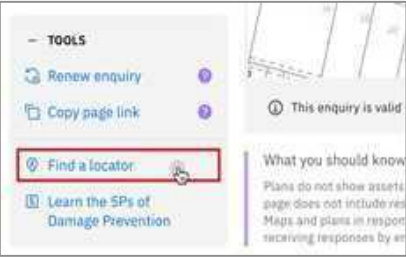 – TOOLS
Renew enquiry ?
Copy page link ?
Find a locator
Learn the 5Ps of
Damage Prevention
This enquiry is valid
What you should know
Plans do not show assets
page does not include
Maps and plans in
receiving responses by